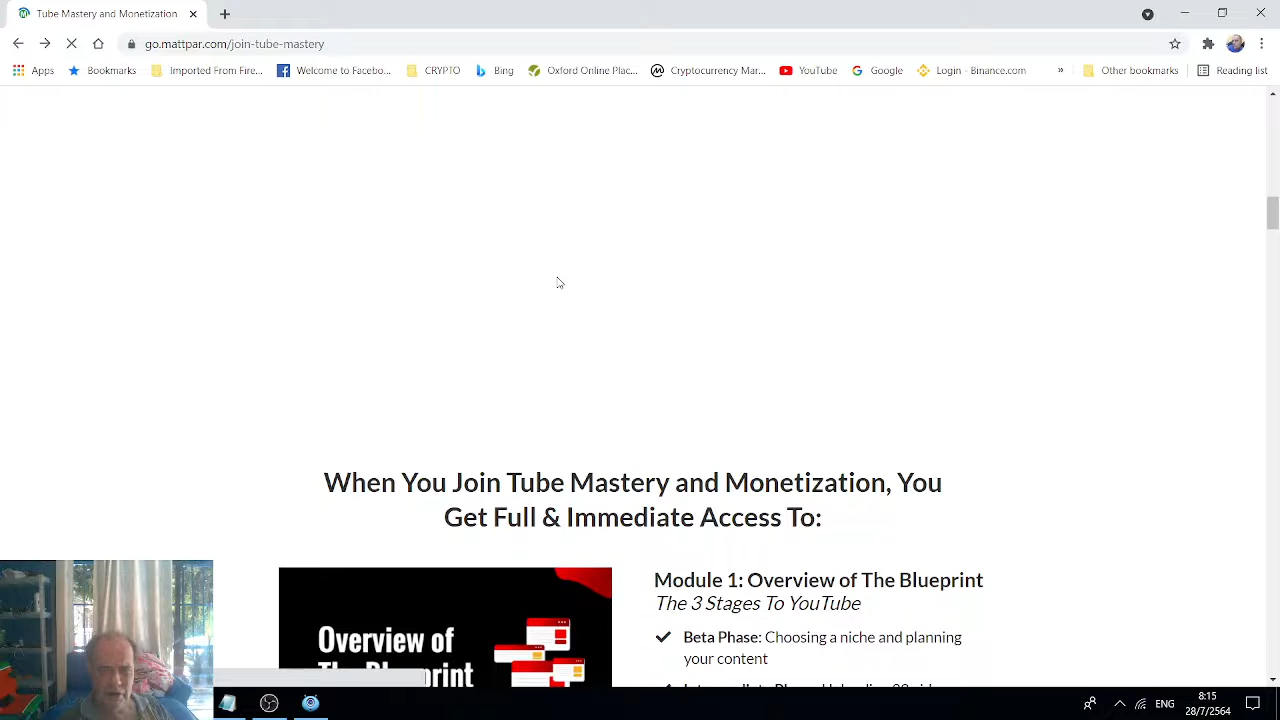 Tube Mastery and Monetization
go.mattpar.com/join-tube-mastery
Apps Bookmarks Imported From Fire... Welcome to Facebo... CRYPTO Bing Oxford Online Plac... Cryptocurrency Mar... YouTube Google Login - Binance.com » Other bookmarks Reading list
When You Join Tube Mastery and Monetization, You
Get Full & Immediate Access To:
Overview of
The Blueprint
Module 1: Overview of The Blueprint
The 3 Stages To YouTube
Beta Phase: Choosing a niche and planning
your content
ENG
8:15
28/7/2564